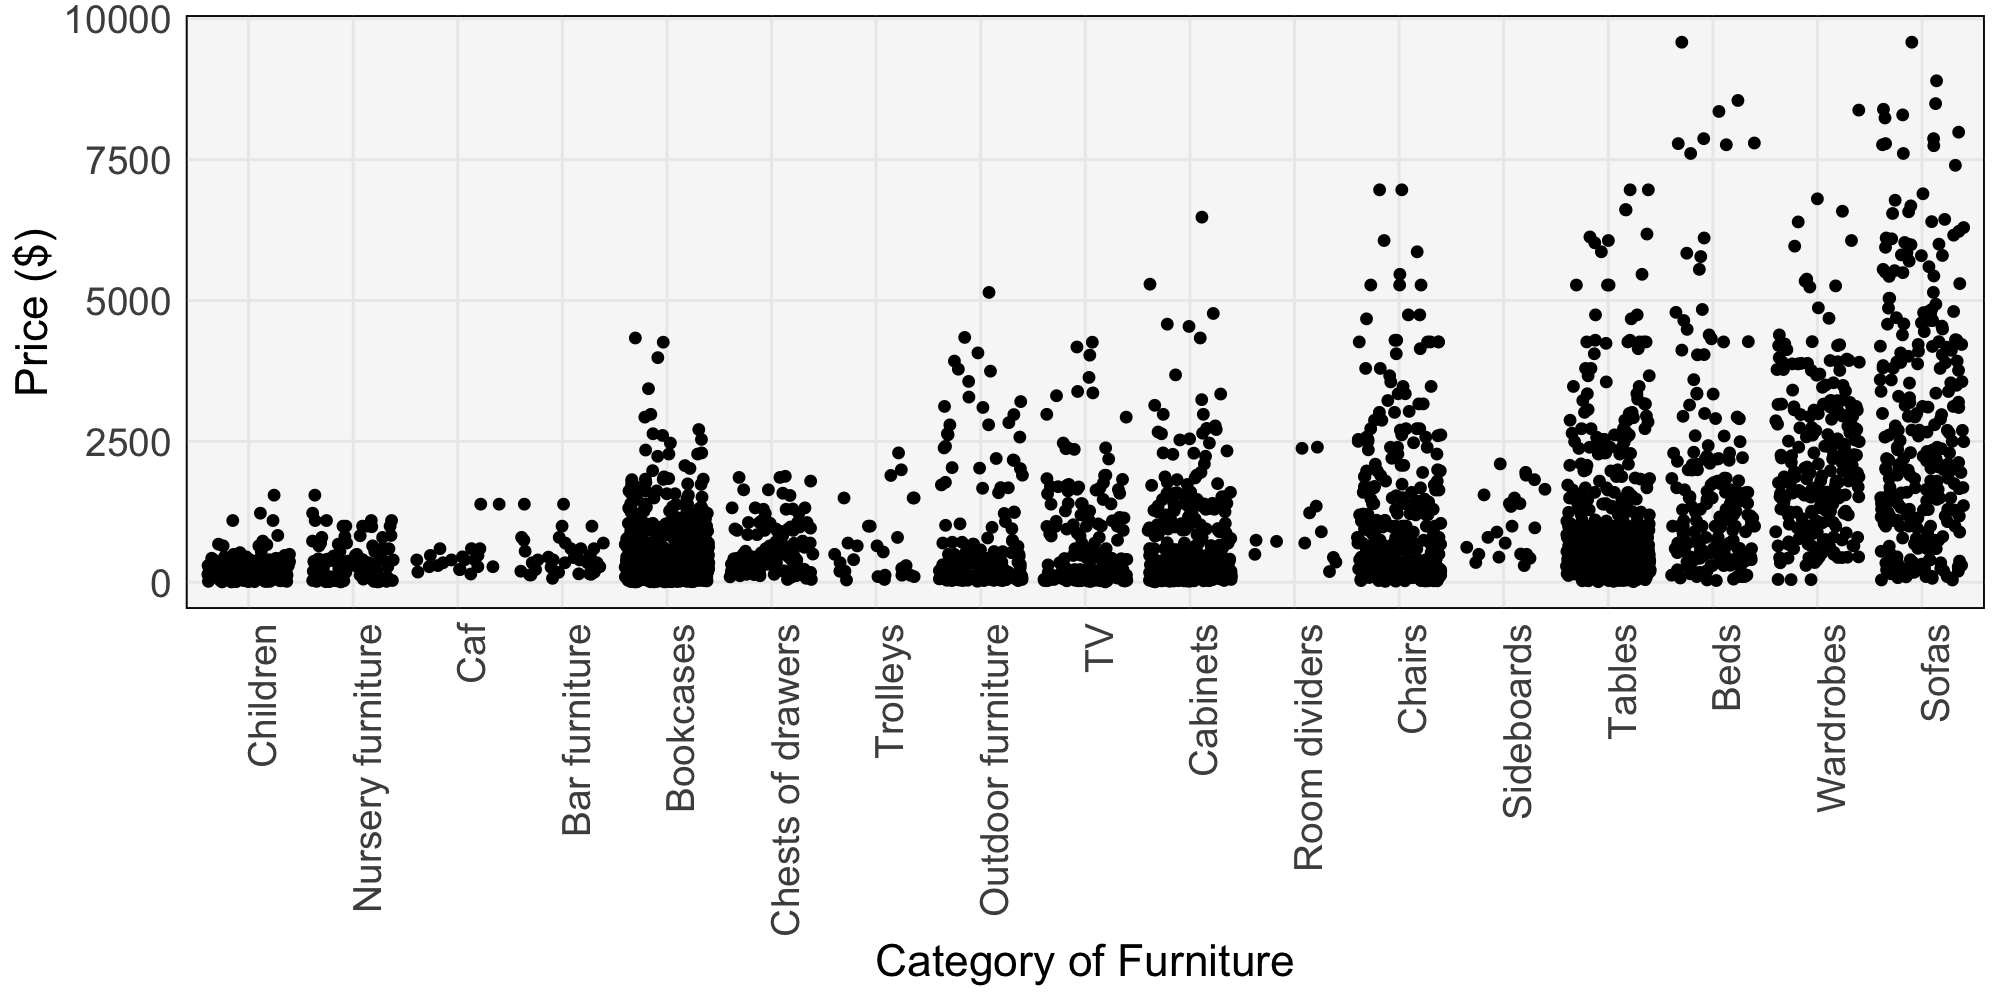 10000
7500
5000
2500
0
Price ($)
Children
Nursery furniture
Caf
Bar furniture
Bookcases
Chests of drawers
Trolleys
Outdoor furniture
TV
Cabinets
Room dividers
Chairs
Sideboards
Tables
Beds
Wardrobes
Sofas
Category of Furniture